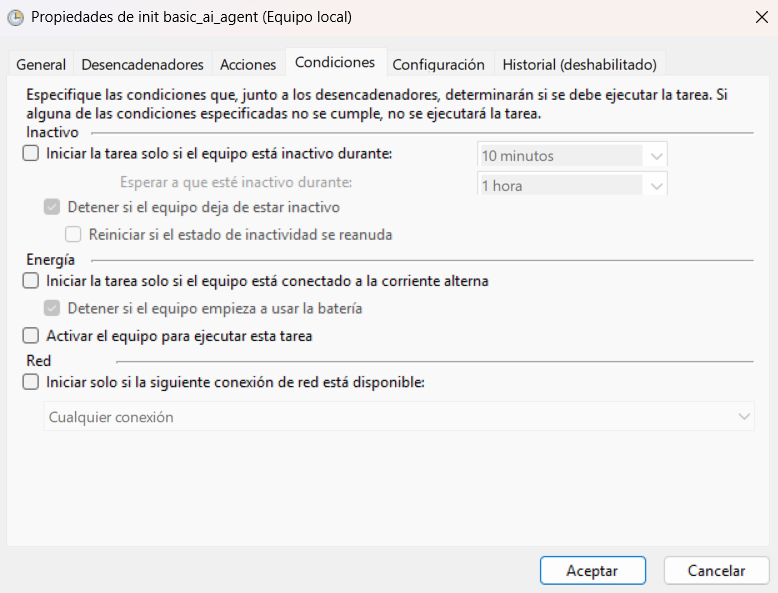 Propiedades de init basic_ai_agent (Equipo local)
General Desencadenadores Acciones Condiciones Configuración Historial (deshabilitado)
Especifique las condiciones que, junto a los desencadenadores, determinarán si se debe ejecutar la tarea. Si
alguna de las condiciones especificadas no se cumple, no se ejecutará la tarea.
Inactivo
Iniciar la tarea solo si el equipo está inactivo durante: 10 minutos
Esperar a que esté inactivo durante: 1 hora
Detener si el equipo deja de estar inactivo
Reiniciar si el estado de inactividad se reanuda
Energía
Iniciar la tarea solo si el equipo está conectado a la corriente alterna
Detener si el equipo empieza a usar la batería
Activar el equipo para ejecutar esta tarea
Red
Iniciar solo si la siguiente conexión de red está disponible:
Cualquier conexión
Aceptar Cancelar